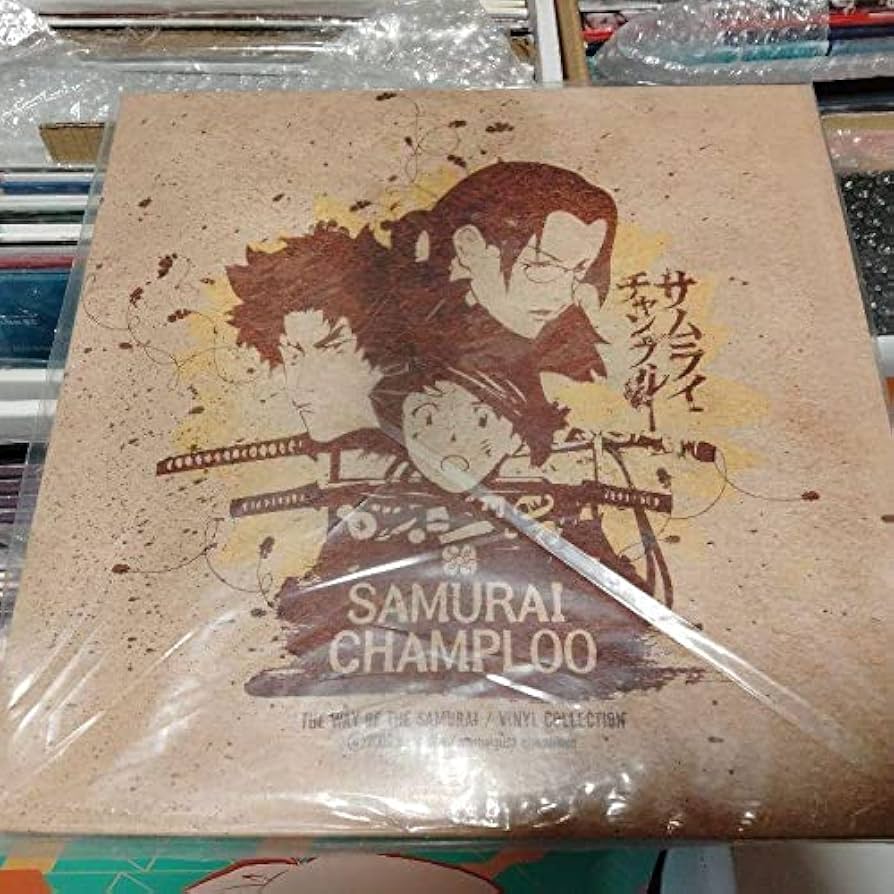 サムライ
チャンプルー
SAMURAI
CHAMPLOO
THE WAY OF THE SAMURAI / VINYL COLLECTION